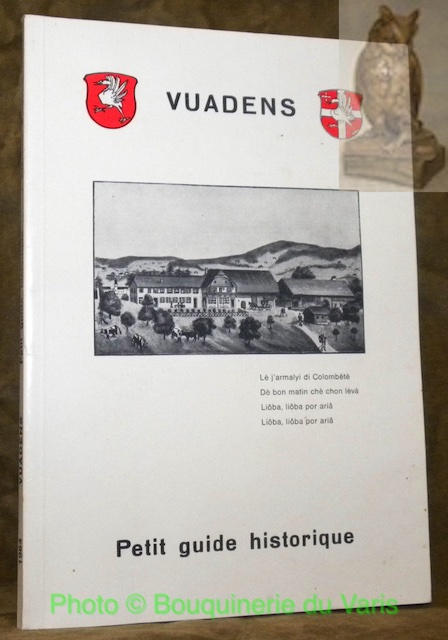 VUADENS
Lè j'armalyi di Colombètè
Dè bon matin chè chon lèvâ
Liôba, liôba por ariâ
Liôba, liôba por ariâ
Petit guide historique
Photo © Bouquinerie du Varis